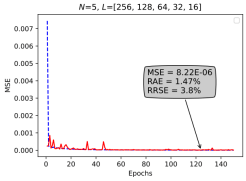 N=5, L=[256, 128, 64, 32, 16]
0.007
0.006
0.005
0.004
0.003
0.002
0.001
0.000
MSE
MSE = 8.22E-06
RAE = 1.47%
RRSE = 3.8%
0 20 40 60 80 100 120 140
Epochs